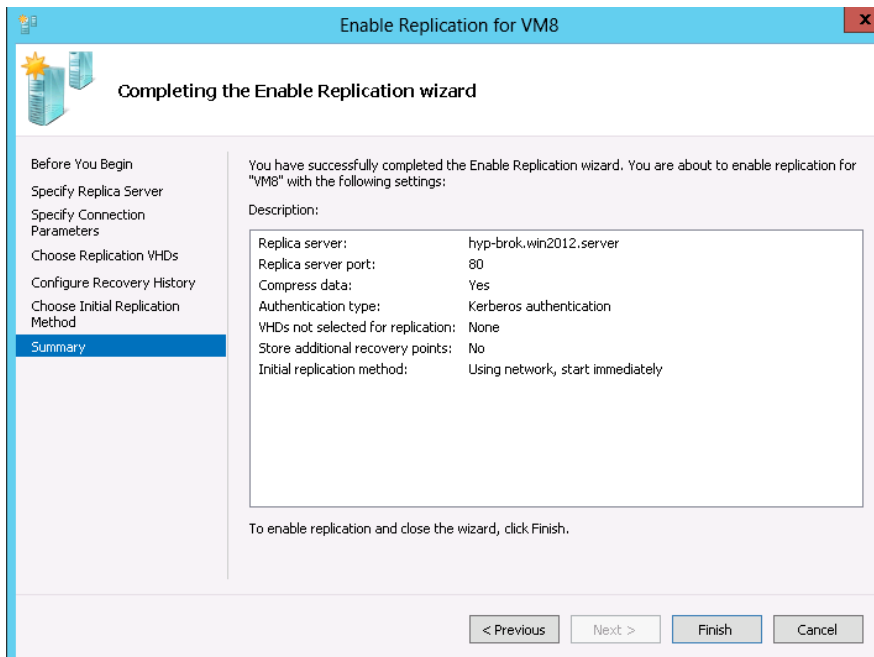 Enable Replication for VM8
x
Completing the Enable Replication wizard
Before You Begin
Specify Replica Server
Specify Connection
Parameters
Choose Replication VHDs
Configure Recovery History
Choose Initial Replication
Method
Summary
You have successfully completed the Enable Replication wizard. You are about to enable replication for
"VM8" with the following settings:
Description:
Replica server: hyp-brok.win2012.server
Replica server port: 80
Compress data: Yes
Authentication type: Kerberos authentication
VHDs not selected for replication: None
Store additional recovery points: No
Initial replication method: Using network, start immediately
To enable replication and close the wizard, click Finish.
< Previous Next > Finish Cancel